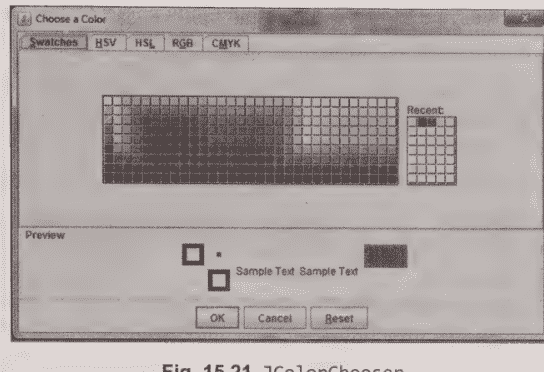 Choose a Color
Swatches HSV HSL RGB CMYK
Recent:
Preview
Sample Text Sample Text
OK Cancel Reset
Fig. 15.21 JColorChooser